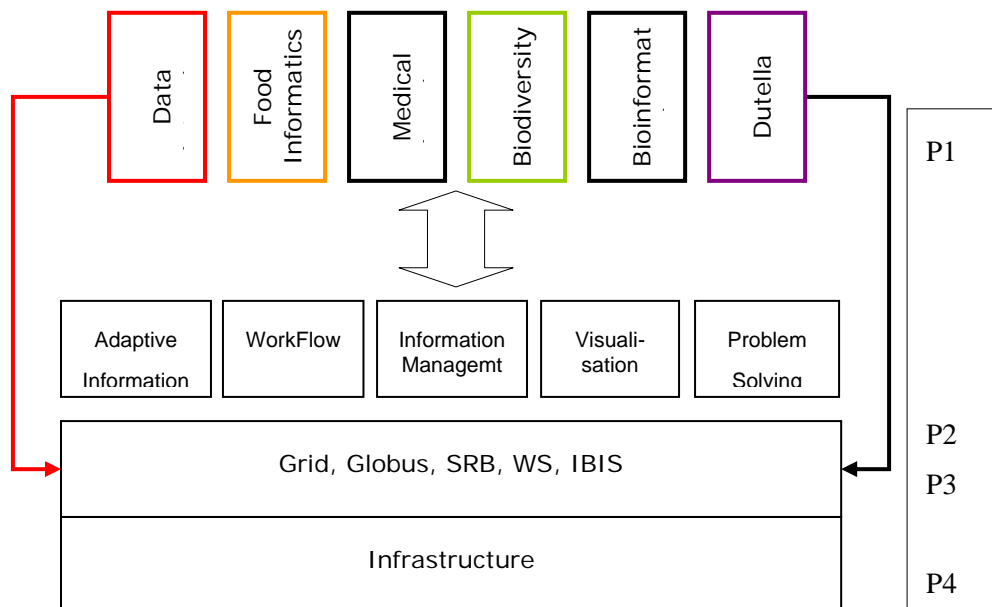 Data
Food
Informatics
Medical
Biodiversity
Bioinformat
Dutella
P1
Adaptive
Information
WorkFlow
Information
Managemt
Visuali-
sation
Problem
Solving
P2
Grid, Globus, SRB, WS, IBIS
P3
Infrastructure
P4